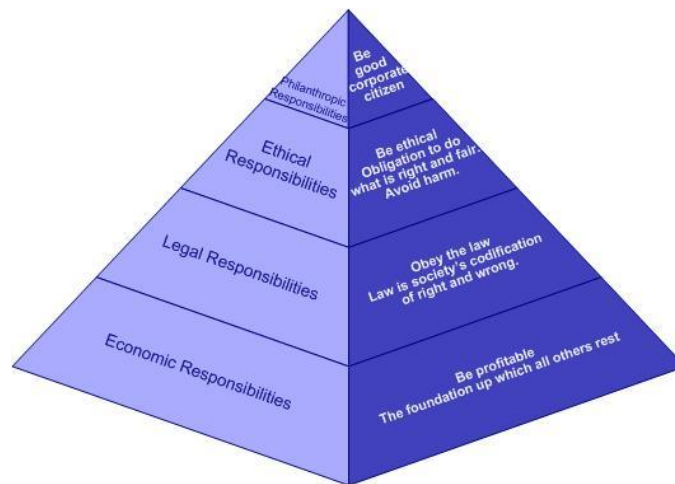 Philanthropic
Responsibilities
Be
good
corporate
citizen
Ethical
Responsibilities
Be ethical
Obligation to do
what is right and fair.
Avoid harm.
Legal Responsibilities
Obey the law
Law is society's codification
of right and wrong.
Economic Responsibilities
Be profitable
The foundation up which all others rest